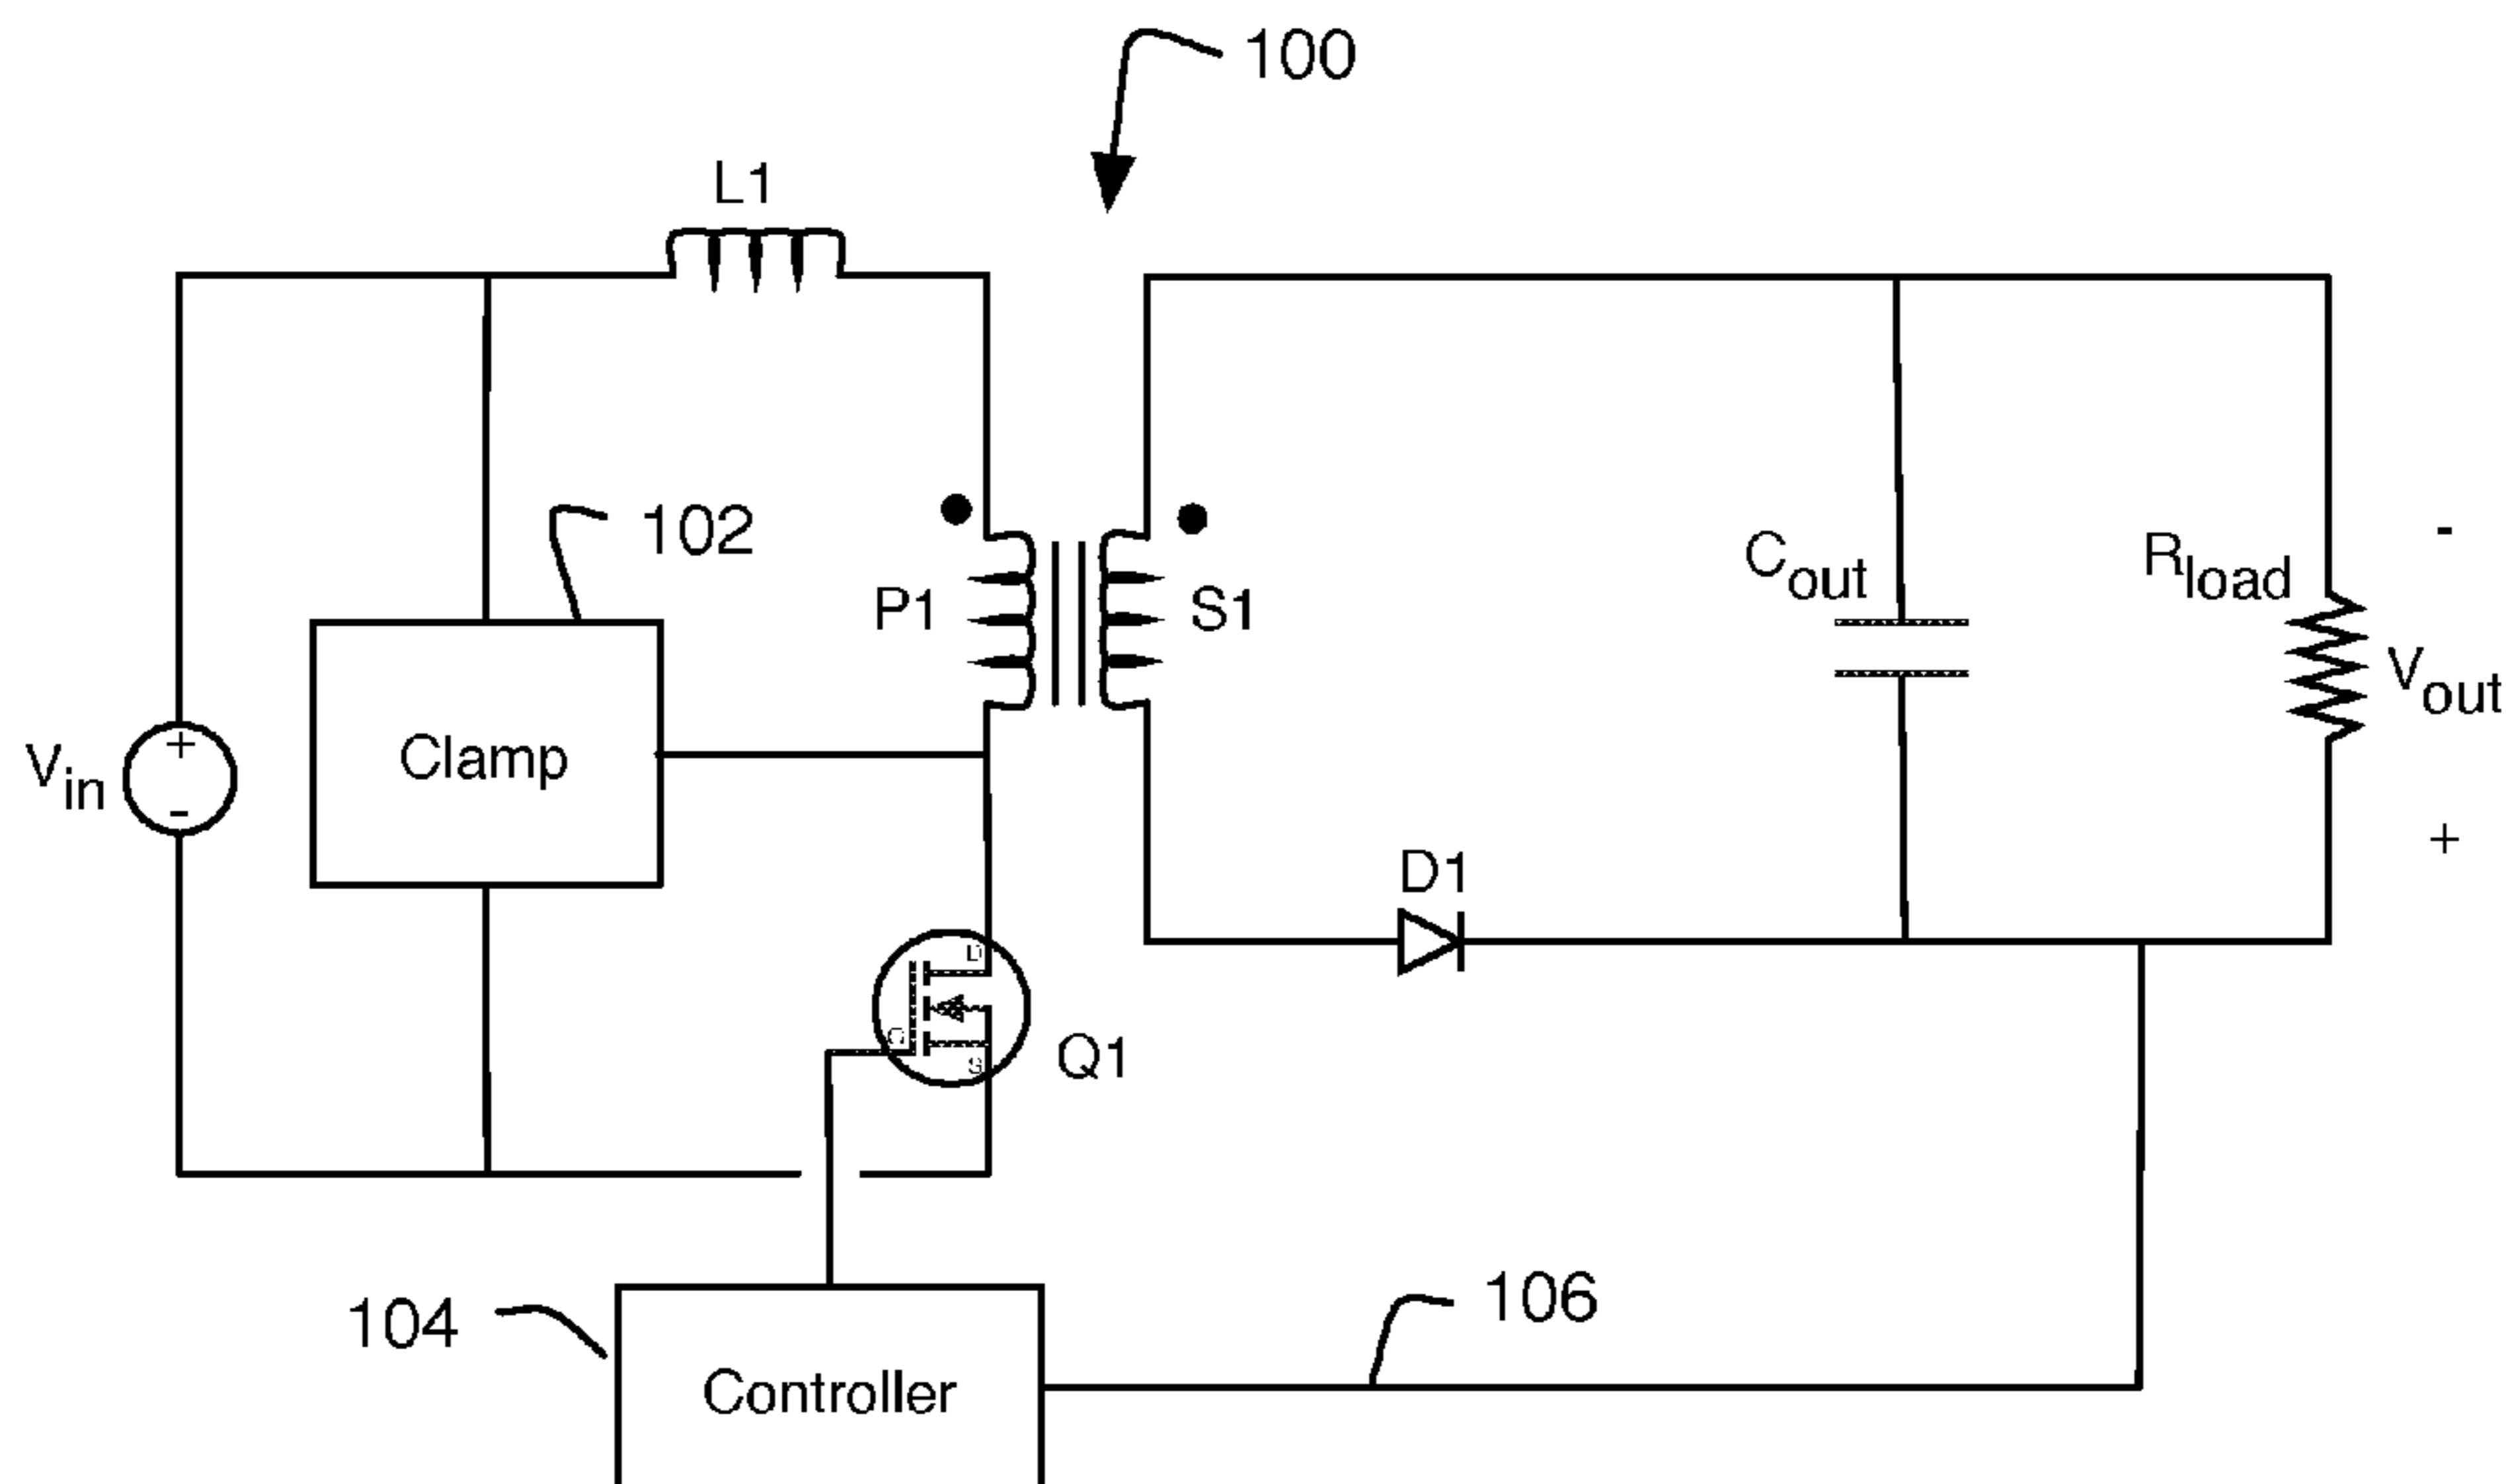 100
L1
102
P1
S1
Cout
Rload
-
Vout
+
Vin
+
-
Clamp
D1
D
G
S
Q1
104
106
Controller